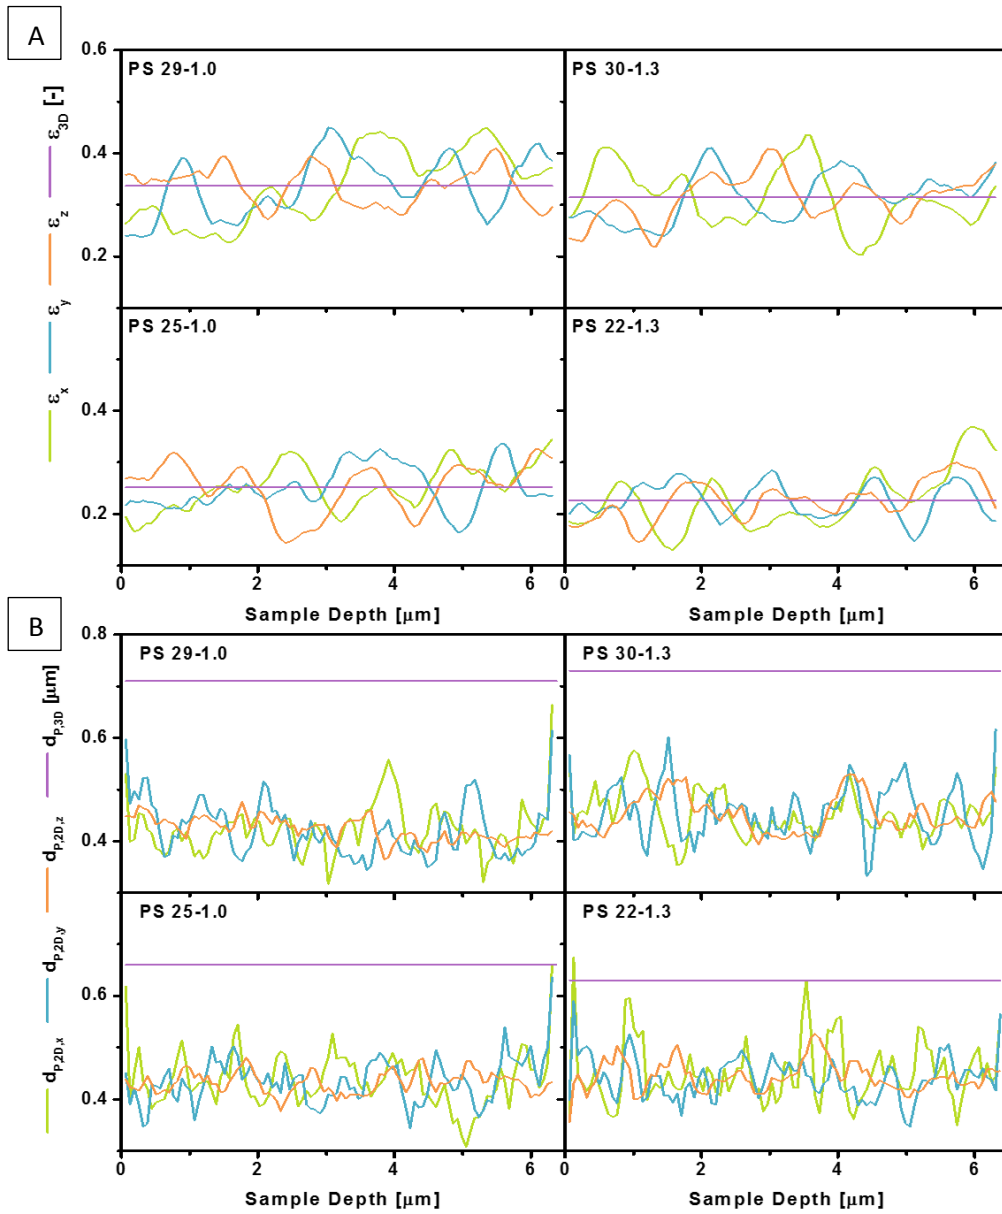 A
0.6
PS 29-1.0
PS 30-1.3
0.4
0.2
ε3D [-]
εz
εy
εx
PS 25-1.0
PS 22-1.3
0.4
0.2
0 2 4 6 0 2 4 6
Sample Depth [µm] Sample Depth [µm]
B
0.8
PS 29-1.0
PS 30-1.3
0.6
0.4
dP,3D [µm]
dP,2D,z
dP,2D,y
dP,2D,x
PS 25-1.0
PS 22-1.3
0.6
0.4
0 2 4 6 0 2 4 6
Sample Depth [µm] Sample Depth [µm]